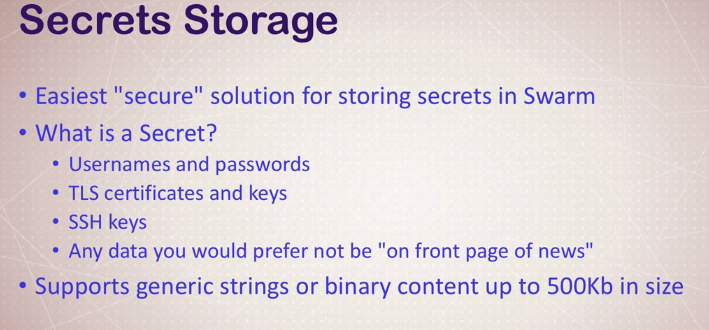 Secrets Storage
• Easiest "secure" solution for storing secrets in Swarm
• What is a Secret?
• Usernames and passwords
• TLS certificates and keys
• SSH keys
• Any data you would prefer not be "on front page of news"
• Supports generic strings or binary content up to 500Kb in size